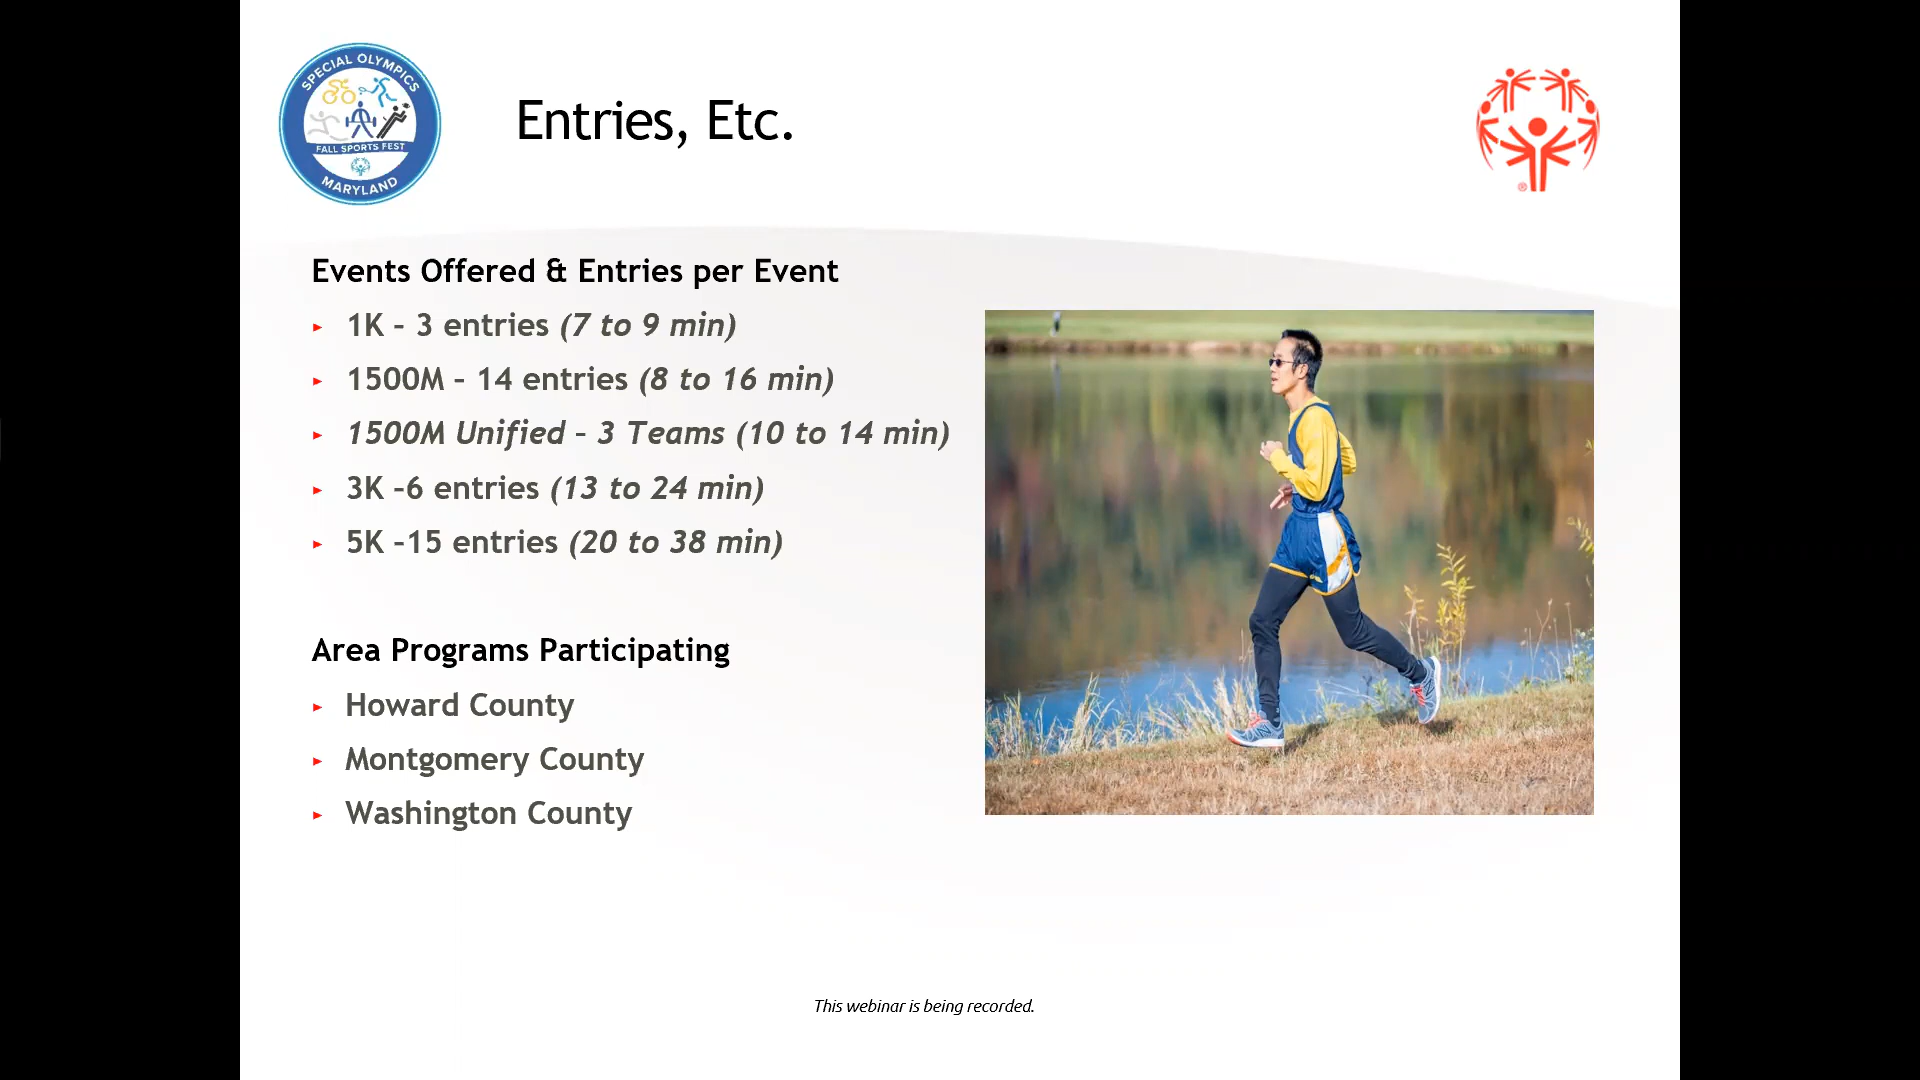 SPECIAL OLYMPICS
FALL SPORTS FEST
MARYLAND
Entries, Etc.
®
Events Offered & Entries per Event
► 1K – 3 entries (7 to 9 min)
► 1500M – 14 entries (8 to 16 min)
► 1500M Unified – 3 Teams (10 to 14 min)
► 3K –6 entries (13 to 24 min)
► 5K –15 entries (20 to 38 min)
Area Programs Participating
► Howard County
► Montgomery County
► Washington County
This webinar is being recorded.